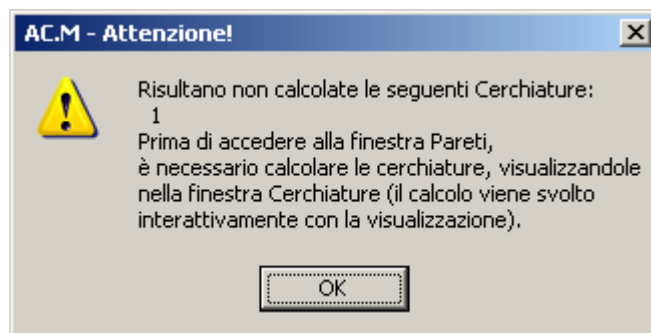 AC.M - Attenzione!
Risultano non calcolate le seguenti Cerchiature:
1
Prima di accedere alla finestra Pareti,
è necessario calcolare le cerchiature, visualizzandole
nella finestra Cerchiature (il calcolo viene svolto
interattivamente con la visualizzazione).
OK